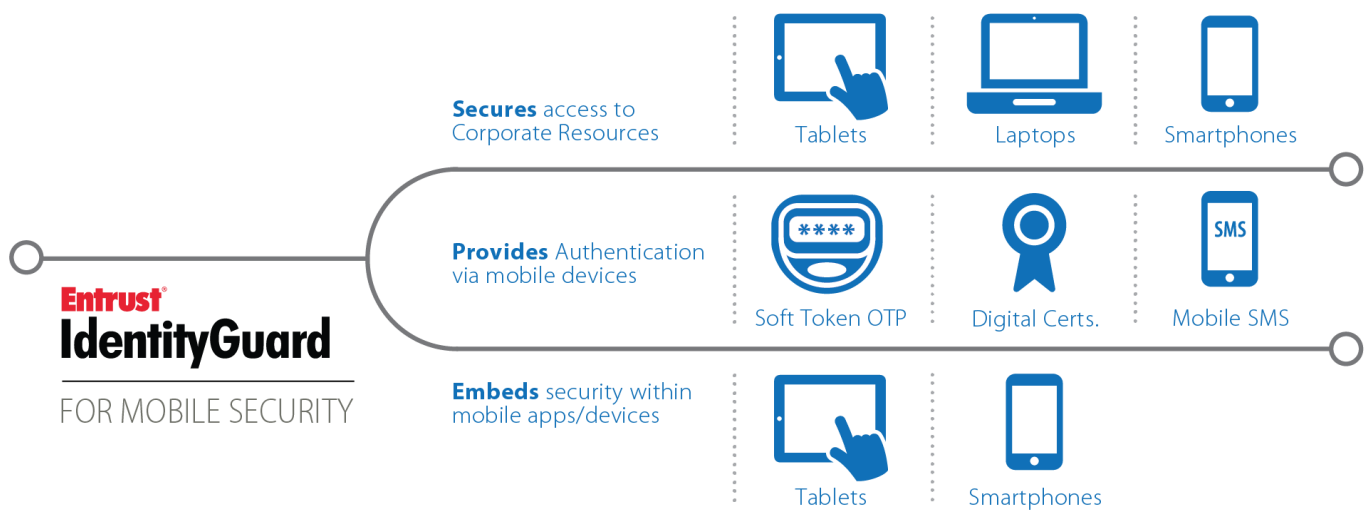 Secures access to
Corporate Resources
Tablets
Laptops
Smartphones
Entrust®
IdentityGuard
FOR MOBILE SECURITY
Provides Authentication
via mobile devices
****
Soft Token OTP
Digital Certs.
SMS
Mobile SMS
Embeds security within
mobile apps/devices
Tablets
Smartphones